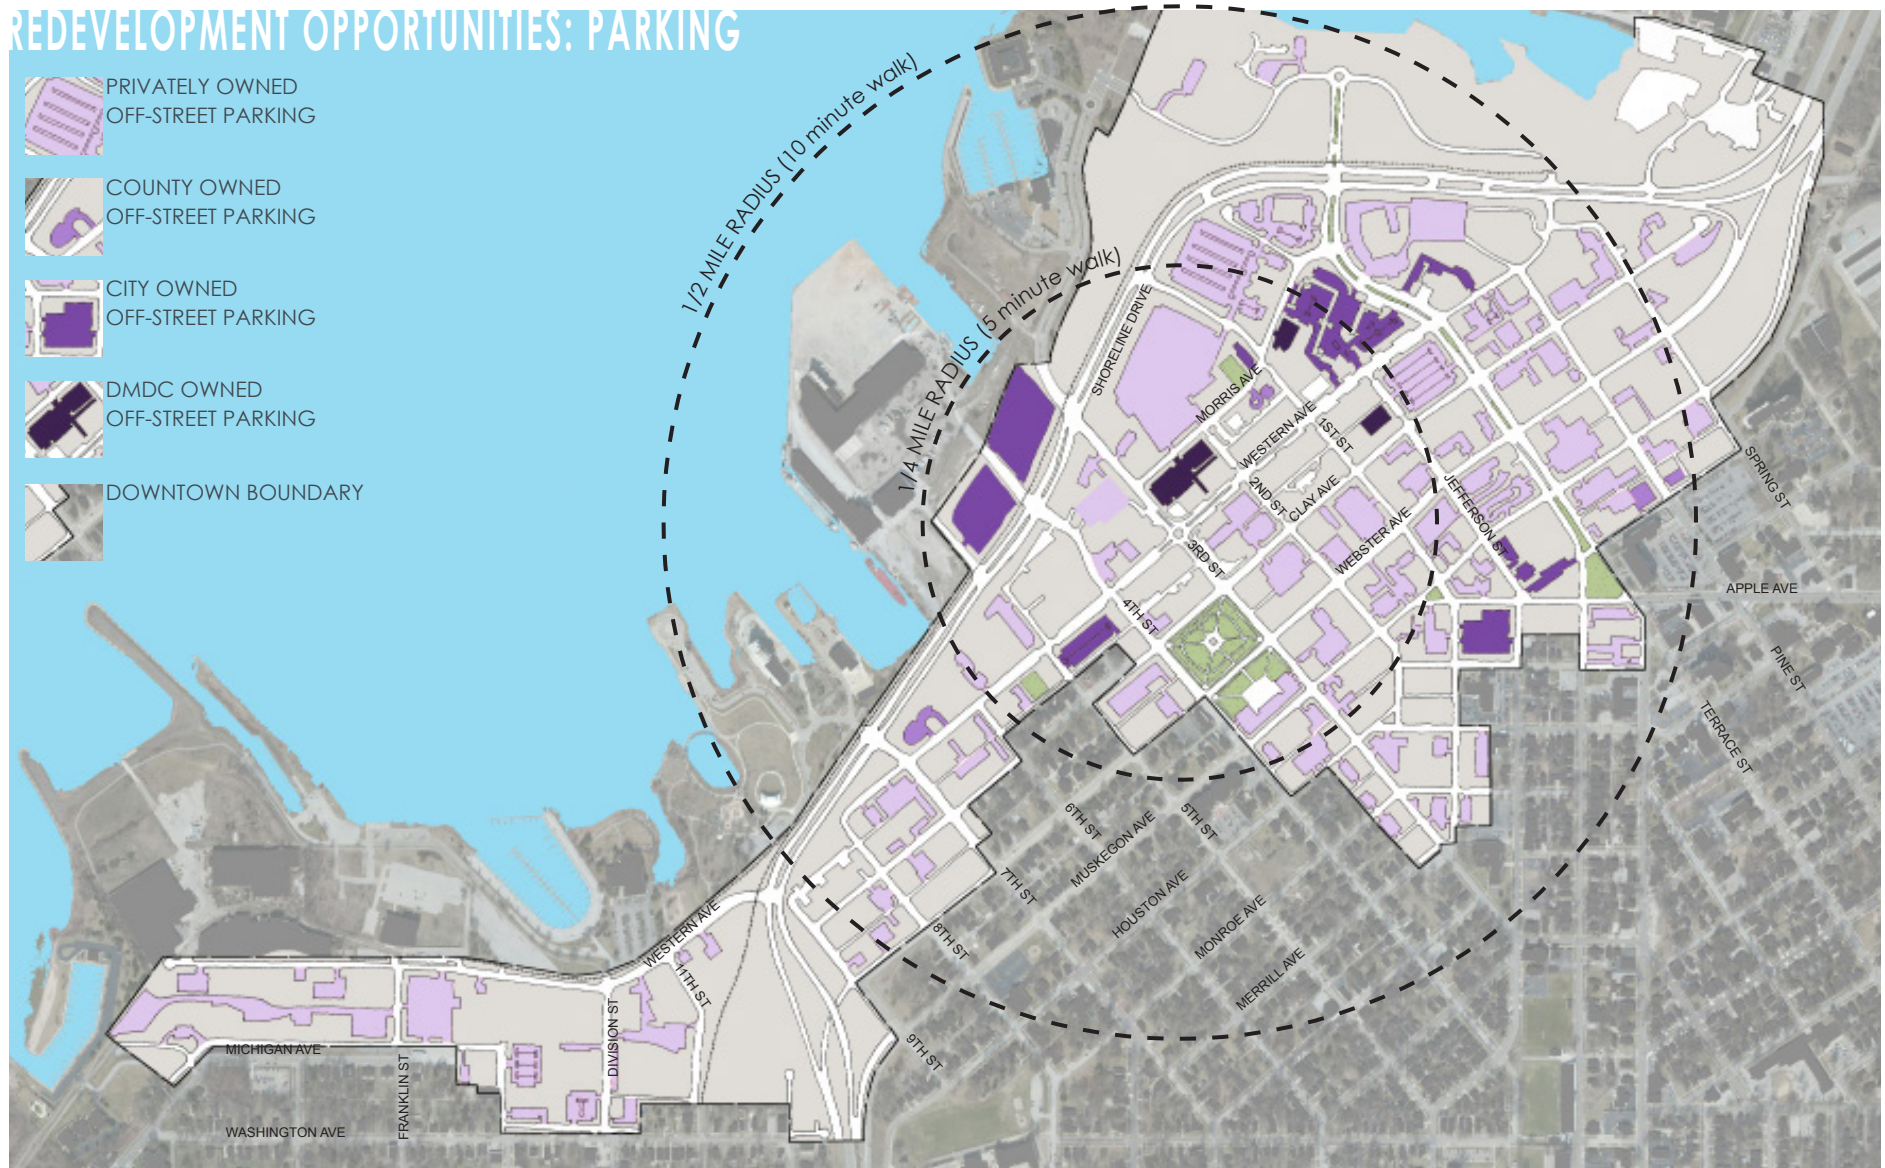 REDEVELOPMENT OPPORTUNITIES: PARKING
PRIVATELY OWNED
OFF-STREET PARKING
COUNTY OWNED
OFF-STREET PARKING
CITY OWNED
OFF-STREET PARKING
DMDC OWNED
OFF-STREET PARKING
DOWNTOWN BOUNDARY
1/2 MILE RADIUS (10 minute walk)
1/4 MILE RADIUS (5 minute walk)
SHORELINE DRIVE
MORRIS AVE
WESTERN AVE
1ST ST
2ND ST
CLAY AVE
WEBSTER AVE
JEFFERSON ST
SPRING ST
3RD ST
4TH ST
APPLE AVE
PINE ST
TERRACE ST
6TH ST
MUSKEGON AVE
5TH ST
7TH ST
HOUSTON AVE
MONROE AVE
MERRILL AVE
8TH ST
9TH ST
WESTERN AVE
11TH ST
DIVISION ST
MICHIGAN AVE
FRANKLIN ST
WASHINGTON AVE